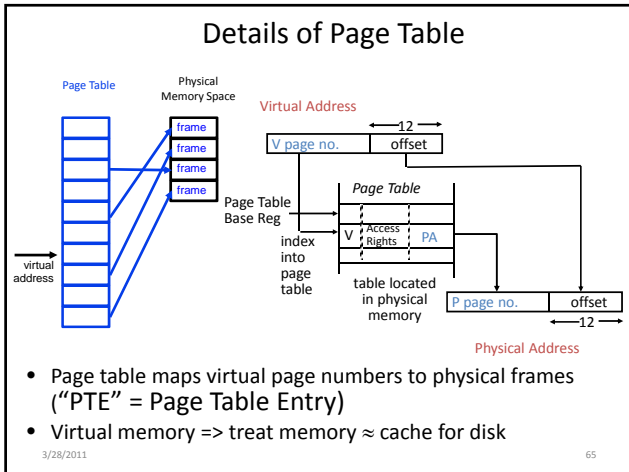 Details of Page Table
Page Table
Physical
Memory Space
frame
frame
frame
frame
virtual
address
Virtual Address
12
V page no.
offset
Page Table
Page Table
Base Reg
V
Access
Rights
PA
index
into
page
table
table located
in physical
memory
P page no.
offset
12
Physical Address
• Page table maps virtual page numbers to physical frames
("PTE" = Page Table Entry)
• Virtual memory => treat memory ≈ cache for disk
3/28/2011
65